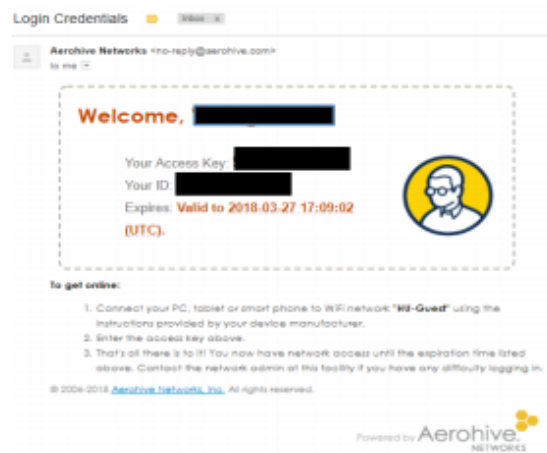 Login Credentials Inbox x
Aerohive Networks <no-reply@aerohive.com>
to me
Welcome,
Your Access Key:
Your ID:
Expires: Valid to 2018-03-27 17:09:02
(UTC).
To get online:
1. Connect your PC, tablet or smart phone to WiFi network "HU-Guest" using the
instructions provided by your device manufacturer.
2. Enter the access key above.
3. That's all there is to it! You now have network access until the expiration time listed
above. Contact the network admin at this facility if you have any difficulty logging in.
© 2006-2018 Aerohive Networks, Inc. All rights reserved.
Powered by Aerohive
NETWORKS